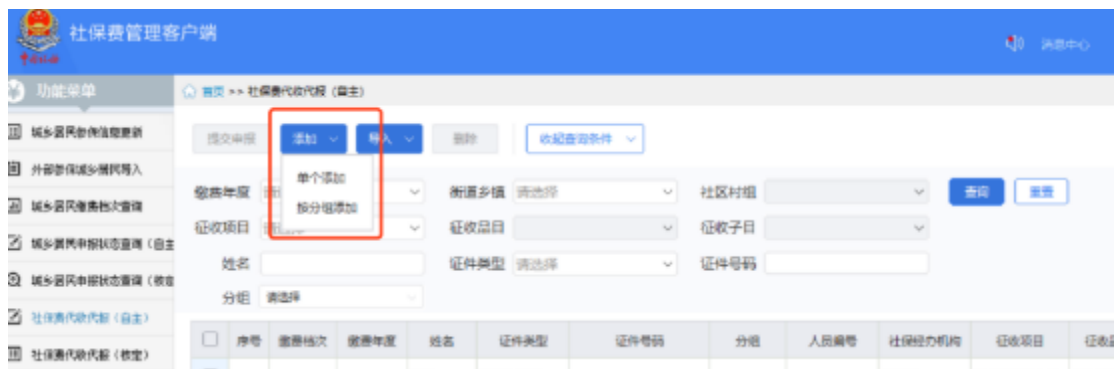 社保费管理客户端
消息中心
功能菜单
首页 >> 社保费代收代报（自主）
城乡居民参保信息更新
外部参保城乡居民导入
城乡居民缴费档次查询
城乡居民申报状态查询（自主
城乡居民申报状态查询（核定
社保费代收代报（自主）
社保费代收代报（核定）
提交申报 添加 导入 删除 收起查询条件
单个添加
按分组添加
缴费年度 街道乡镇 请选择 社区村组 查询 重置
征收项目 征收品目 征收子目
姓名 证件类型 请选择 证件号码
分组 请选择
序号 缴费档次 缴费年度 姓名 证件类型 证件号码 分组 人员编号 社保经办机构 征收项目 征收品